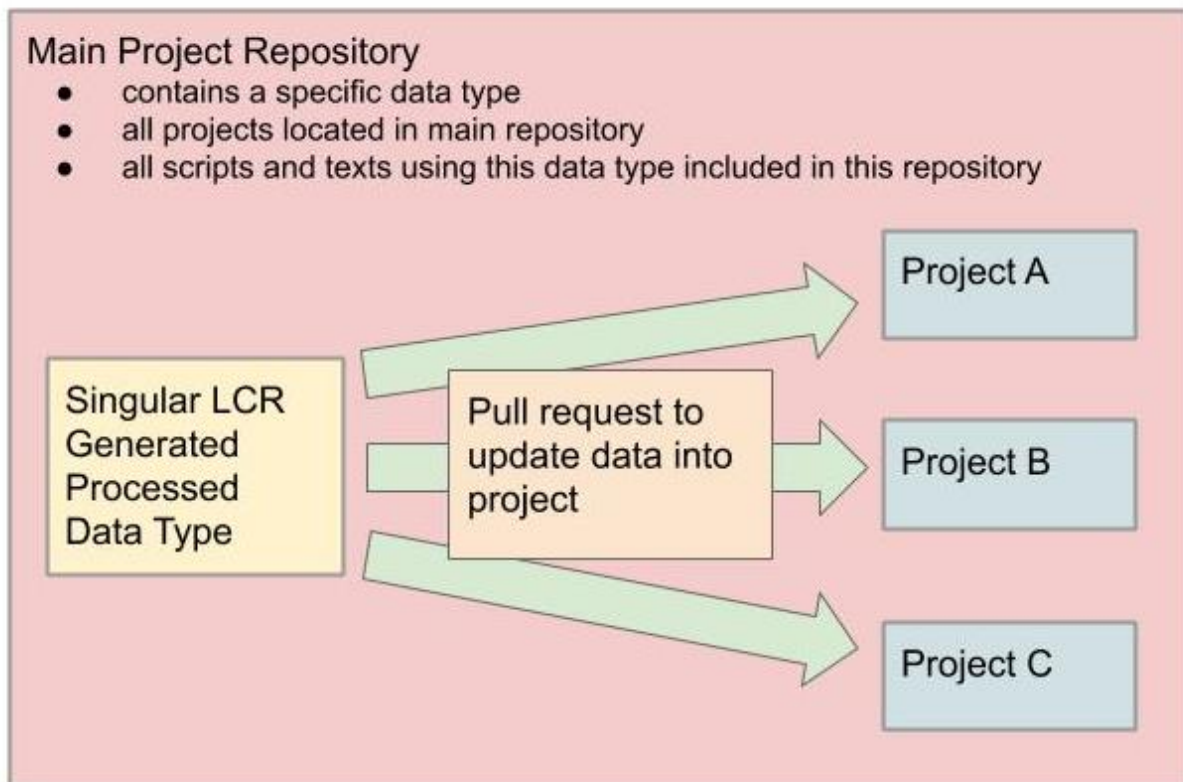 Main Project Repository
● contains a specific data type
● all projects located in main repository
● all scripts and texts using this data type included in this repository
Project A
Singular LCR
Generated
Processed
Data Type
Pull request to
update data into
project
Project B
Project C